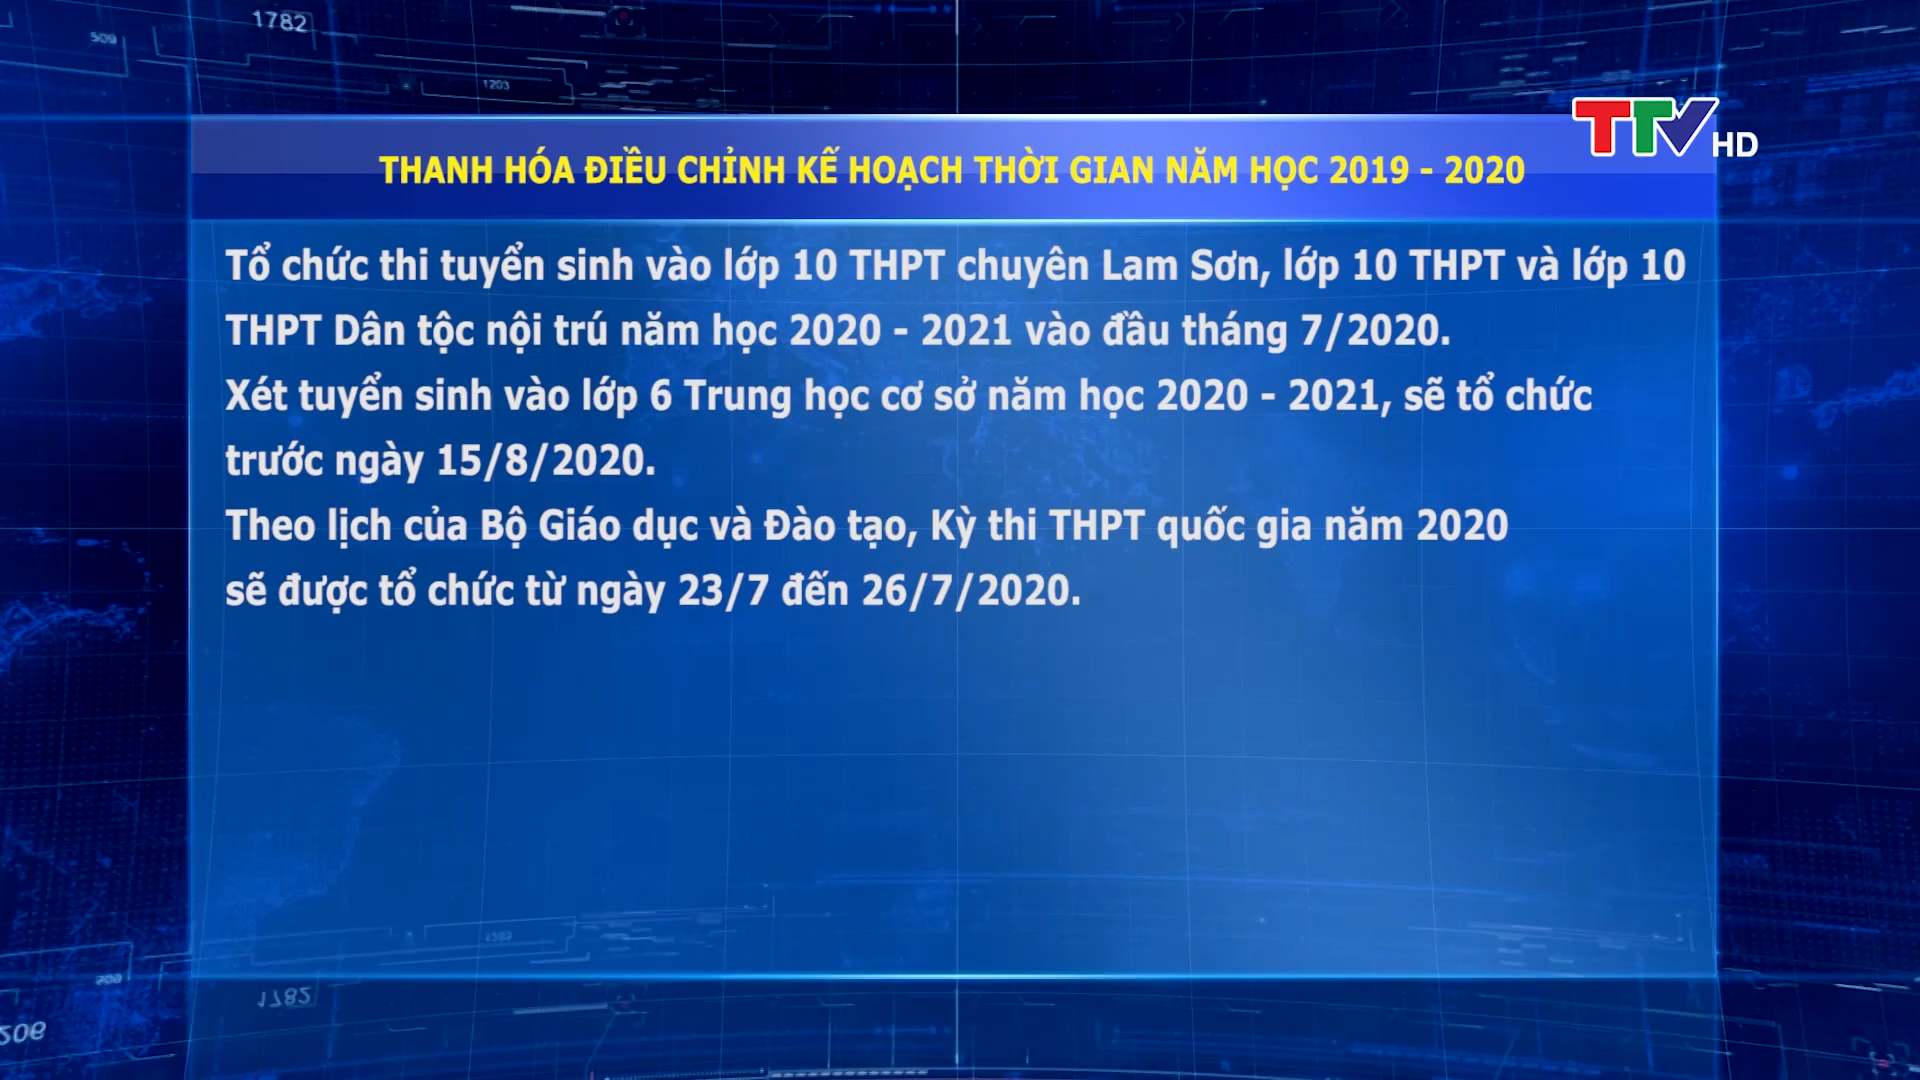 1782
509
1203
TTV HD
THANH HÓA ĐIỀU CHỈNH KẾ HOẠCH THỜI GIAN NĂM HỌC 2019 - 2020
Tổ chức thi tuyển sinh vào lớp 10 THPT chuyên Lam Sơn, lớp 10 THPT và lớp 10
THPT Dân tộc nội trú năm học 2020 - 2021 vào đầu tháng 7/2020.
Xét tuyển sinh vào lớp 6 Trung học cơ sở năm học 2020 - 2021, sẽ tổ chức
trước ngày 15/8/2020.
Theo lịch của Bộ Giáo dục và Đào tạo, Kỳ thi THPT quốc gia năm 2020
sẽ được tổ chức từ ngày 23/7 đến 26/7/2020.